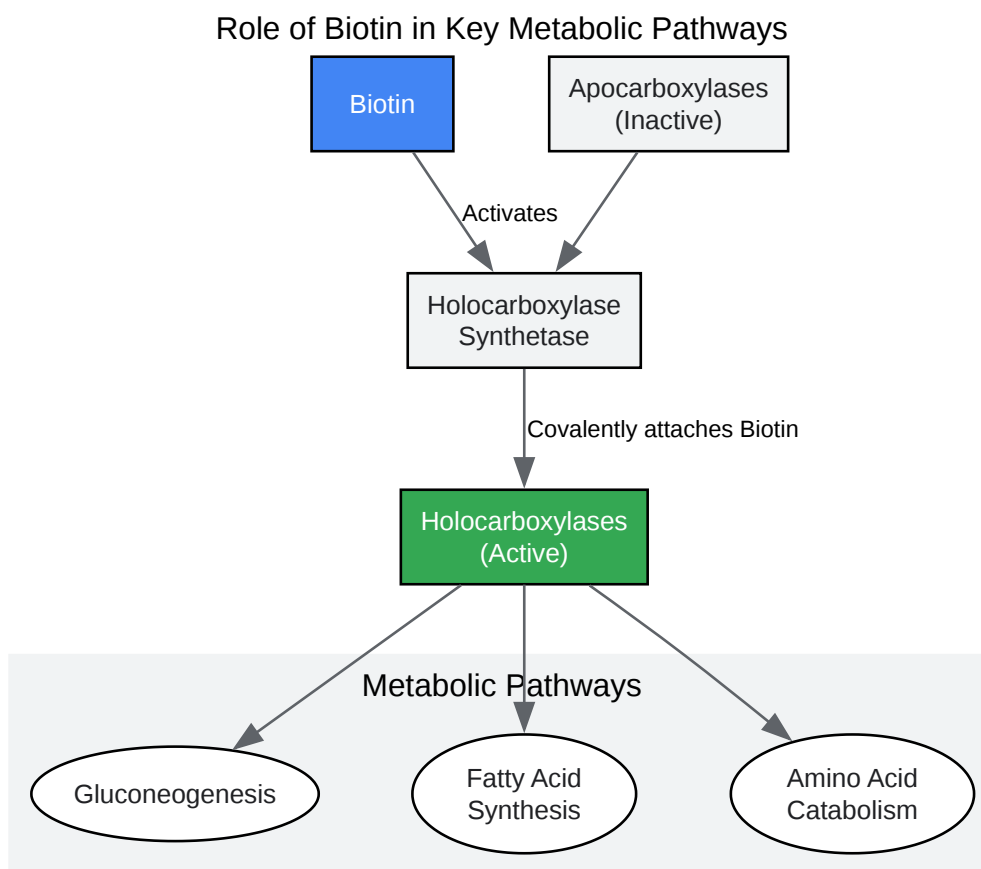 Role of Biotin in Key Metabolic Pathways
Biotin
Apocarboxylases
(Inactive)
Activates
Holocarboxylase
Synthetase
Covalently attaches Biotin
Holocarboxylases
(Active)
Metabolic Pathways
Gluconeogenesis
Fatty Acid
Synthesis
Amino Acid
Catabolism